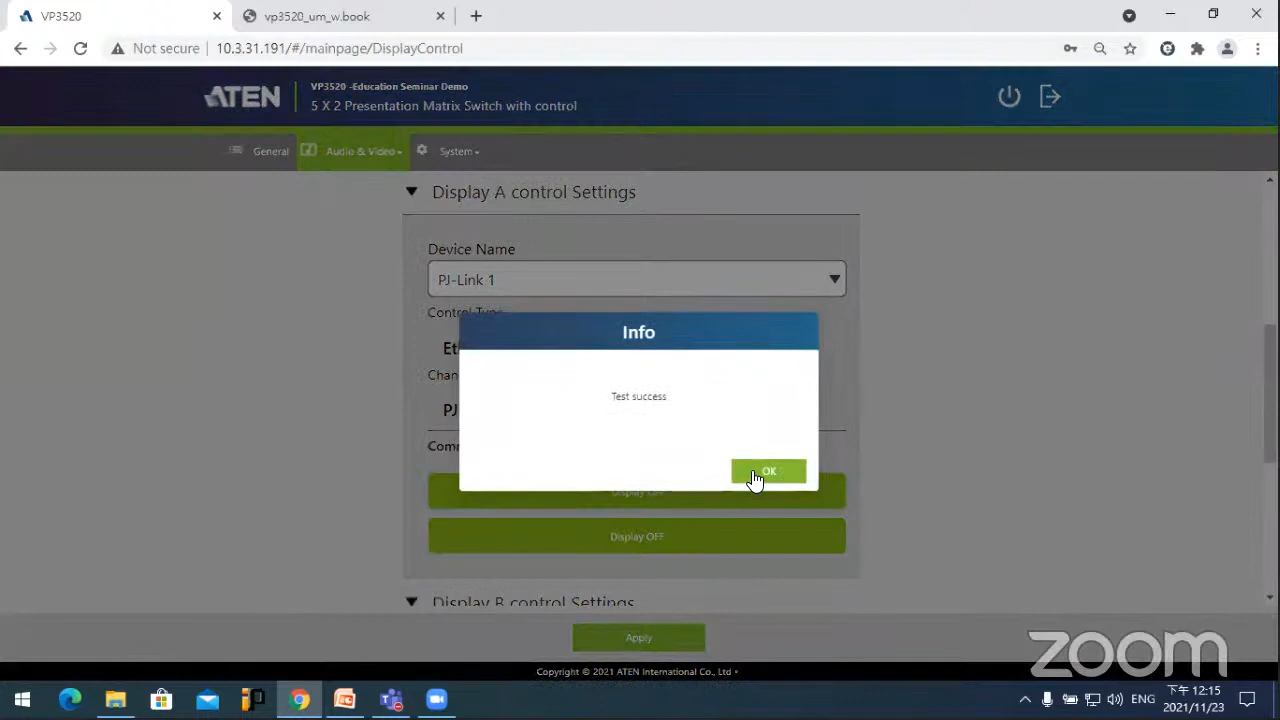 VP3520
vp3520_um_w.book
Not secure
10.3.31.191/#/mainpage/DisplayControl
ATEN
VP3520 -Education Seminar Demo
5 X 2 Presentation Matrix Switch with control
General
Audio & Video
System
Display A control Settings
Device Name
PJ-Link 1
Control Type
Info
Test success
OK
Display OFF
Display B control Settings
Apply
zoom
Copyright © 2021 ATEN International Co., Ltd
ENG
下午 12:15
2021/11/23